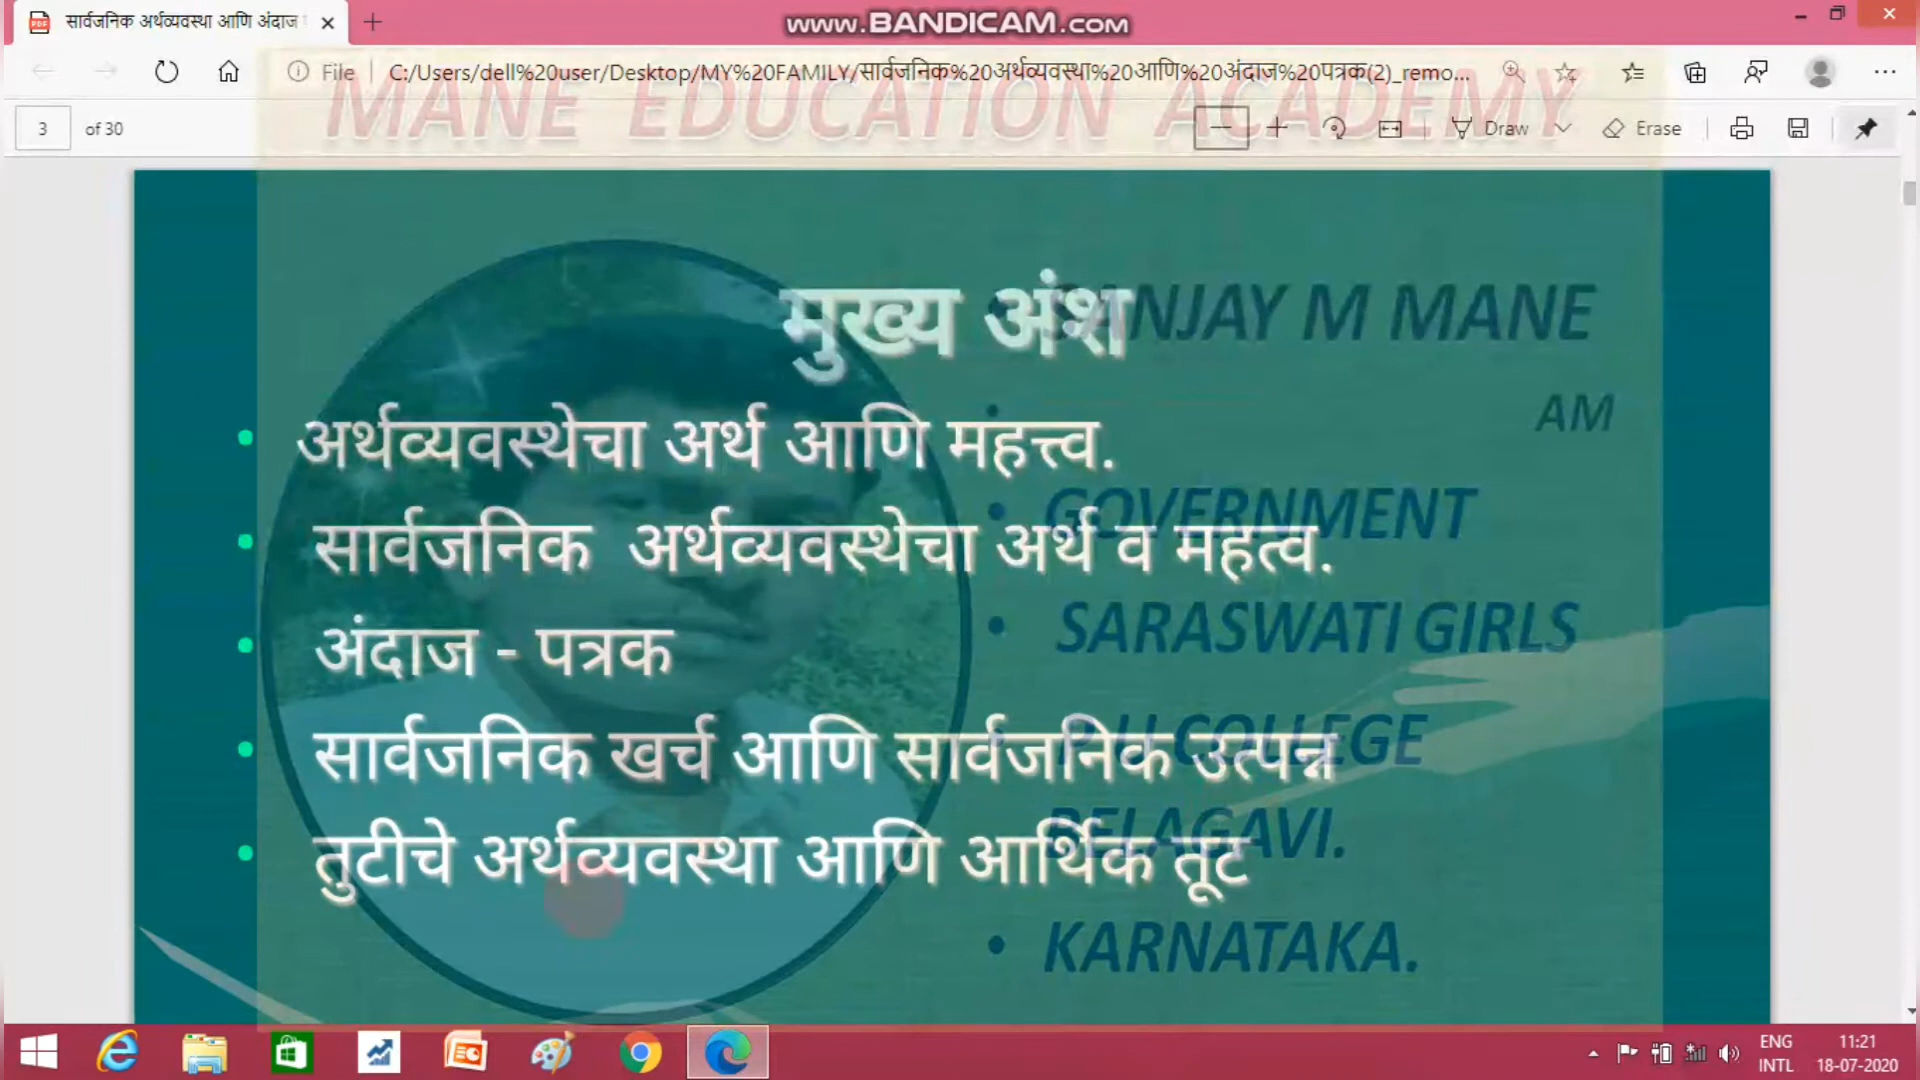 सार्वजनिक अर्थव्यवस्था आणि अंदाज
www.BANDICAM.com
File
C:/Users/dell%20user/Desktop/MY%20FAMILY/सार्वजनिक%20अर्थव्यवस्था%20आणि%20अंदाज%20पत्रक(2)_remo...
MANE EDUCATION ACADEMY
3 of 30
Draw
Erase
मुख्य अंश
SANJAY M MANE
AM
• अर्थव्यवस्थेचा अर्थ आणि महत्त्व.
• GOVERNMENT
• सार्वजनिक अर्थव्यवस्थेचा अर्थ व महत्व.
• SARASWATI GIRLS
• अंदाज - पत्रक
• P U COLLEGE
• सार्वजनिक खर्च आणि सार्वजनिक उत्पन्न
BELAGAVI.
• तुटीचे अर्थव्यवस्था आणि आर्थिक तूट
• KARNATAKA.
ENG
INTL
11:21
18-07-2020